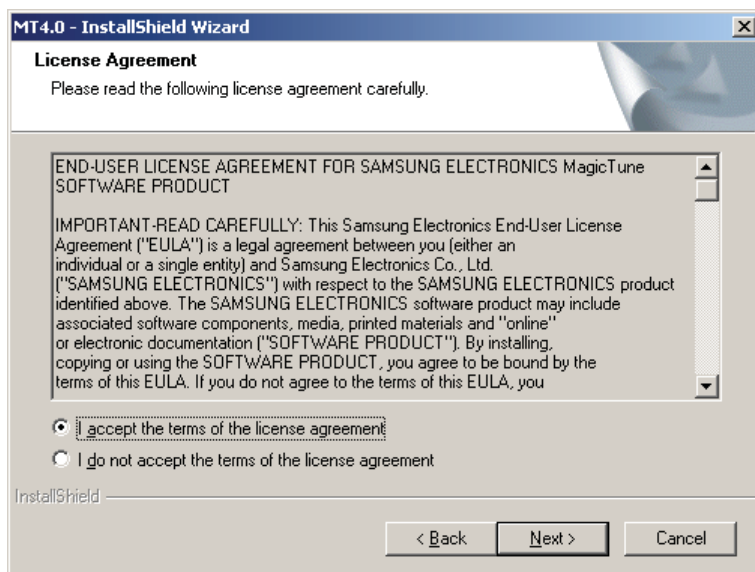 MT4.0 - InstallShield Wizard
License Agreement
Please read the following license agreement carefully.
END-USER LICENSE AGREEMENT FOR SAMSUNG ELECTRONICS MagicTune
SOFTWARE PRODUCT
IMPORTANT-READ CAREFULLY: This Samsung Electronics End-User License
Agreement ("EULA") is a legal agreement between you (either an
individual or a single entity) and Samsung Electronics Co., Ltd.
("SAMSUNG ELECTRONICS") with respect to the SAMSUNG ELECTRONICS product
identified above. The SAMSUNG ELECTRONICS software product may include
associated software components, media, printed materials and "online"
or electronic documentation ("SOFTWARE PRODUCT"). By installing,
copying or using the SOFTWARE PRODUCT, you agree to be bound by the
terms of this EULA. If you do not agree to the terms of this EULA, you
I accept the terms of the license agreement
I do not accept the terms of the license agreement
InstallShield
< Back
Next >
Cancel